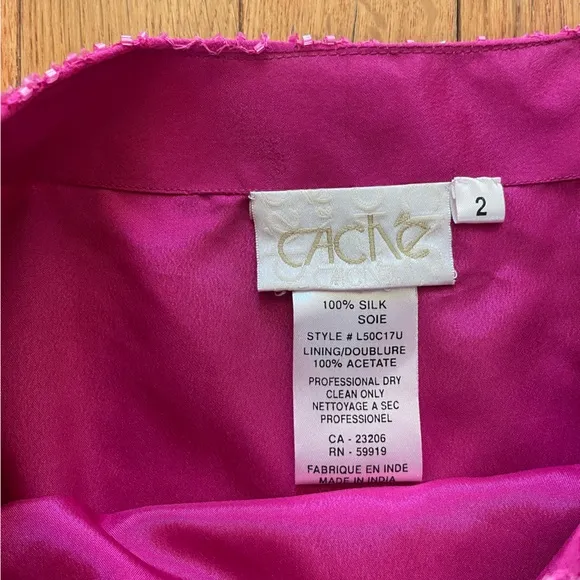 Caché
2
100% SILK
SOIE
STYLE # L50C17U
LINING/DOUBLURE
100% ACETATE
PROFESSIONAL DRY
CLEAN ONLY
NETTOYAGE A SEC
PROFESSIONEL
CA - 23206
RN - 59919
FABRIQUE EN INDE
MADE IN INDIA